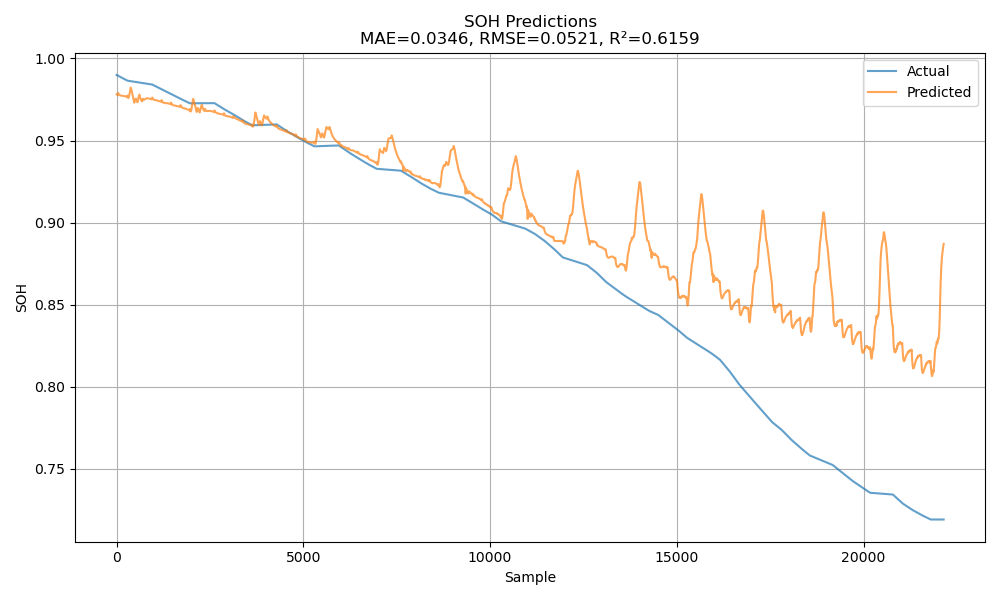 SOH Predictions
MAE=0.0346, RMSE=0.0521, R²=0.6159
Actual
Predicted
1.00
0.95
0.90
0.85
0.80
0.75
SOH
0
5000
10000
15000
20000
Sample